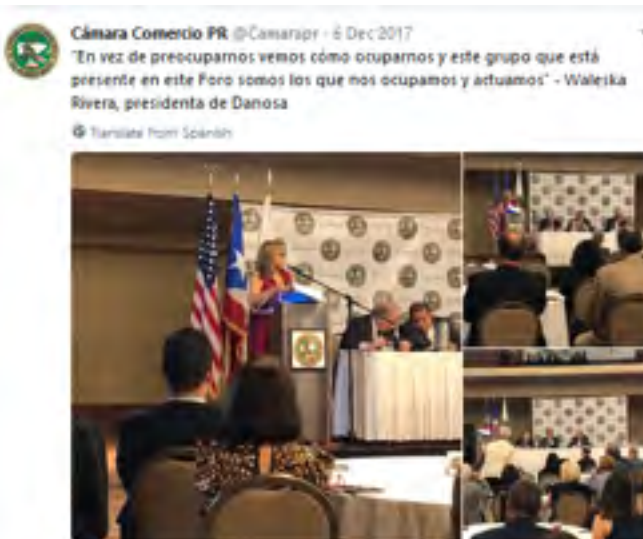 Cámara Comercio PR @Camarapr · 6 Dec 2017
"En vez de preocuparnos vemos cómo ocuparnos y este grupo que está
presente en este Foro somos los que nos ocupamos y actuamos" - Waleska
Rivera, presidenta de Danosa
Translate from Spanish